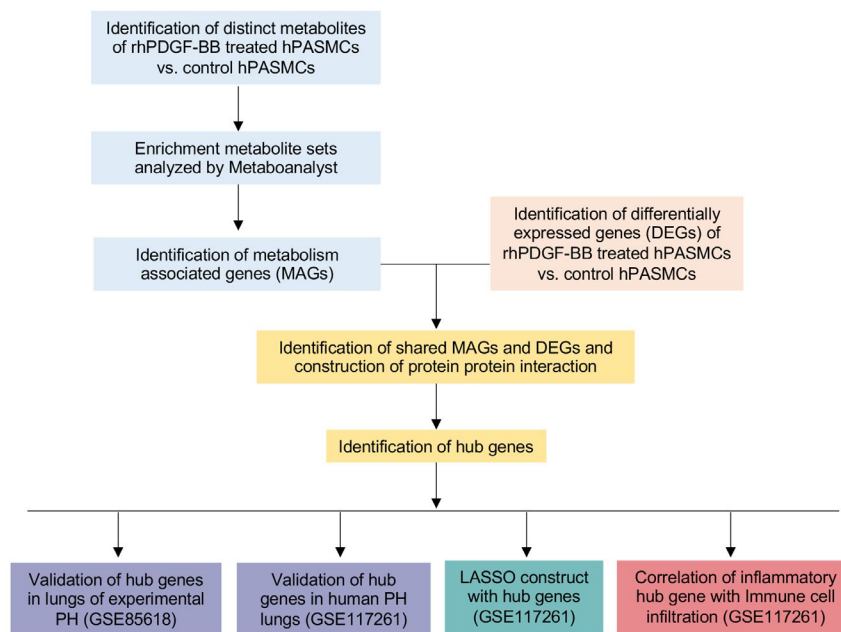 Identification of distinct metabolites
of rhPDGF-BB treated hPASMCs
vs. control hPASMCs
Enrichment metabolite sets
analyzed by Metaboanalyst
Identification of metabolism
associated genes (MAGs)
Identification of differentially
expressed genes (DEGs) of
rhPDGF-BB treated hPASMCs
vs. control hPASMCs
Identification of shared MAGs and DEGs and
construction of protein protein interaction
Identification of hub genes
Validation of hub genes
in lungs of experimental
PH (GSE85618)
Validation of hub
genes in human PH
lungs (GSE117261)
LASSO construct
with hub genes
(GSE117261)
Correlation of inflammatory
hub gene with Immune cell
infiltration (GSE117261)